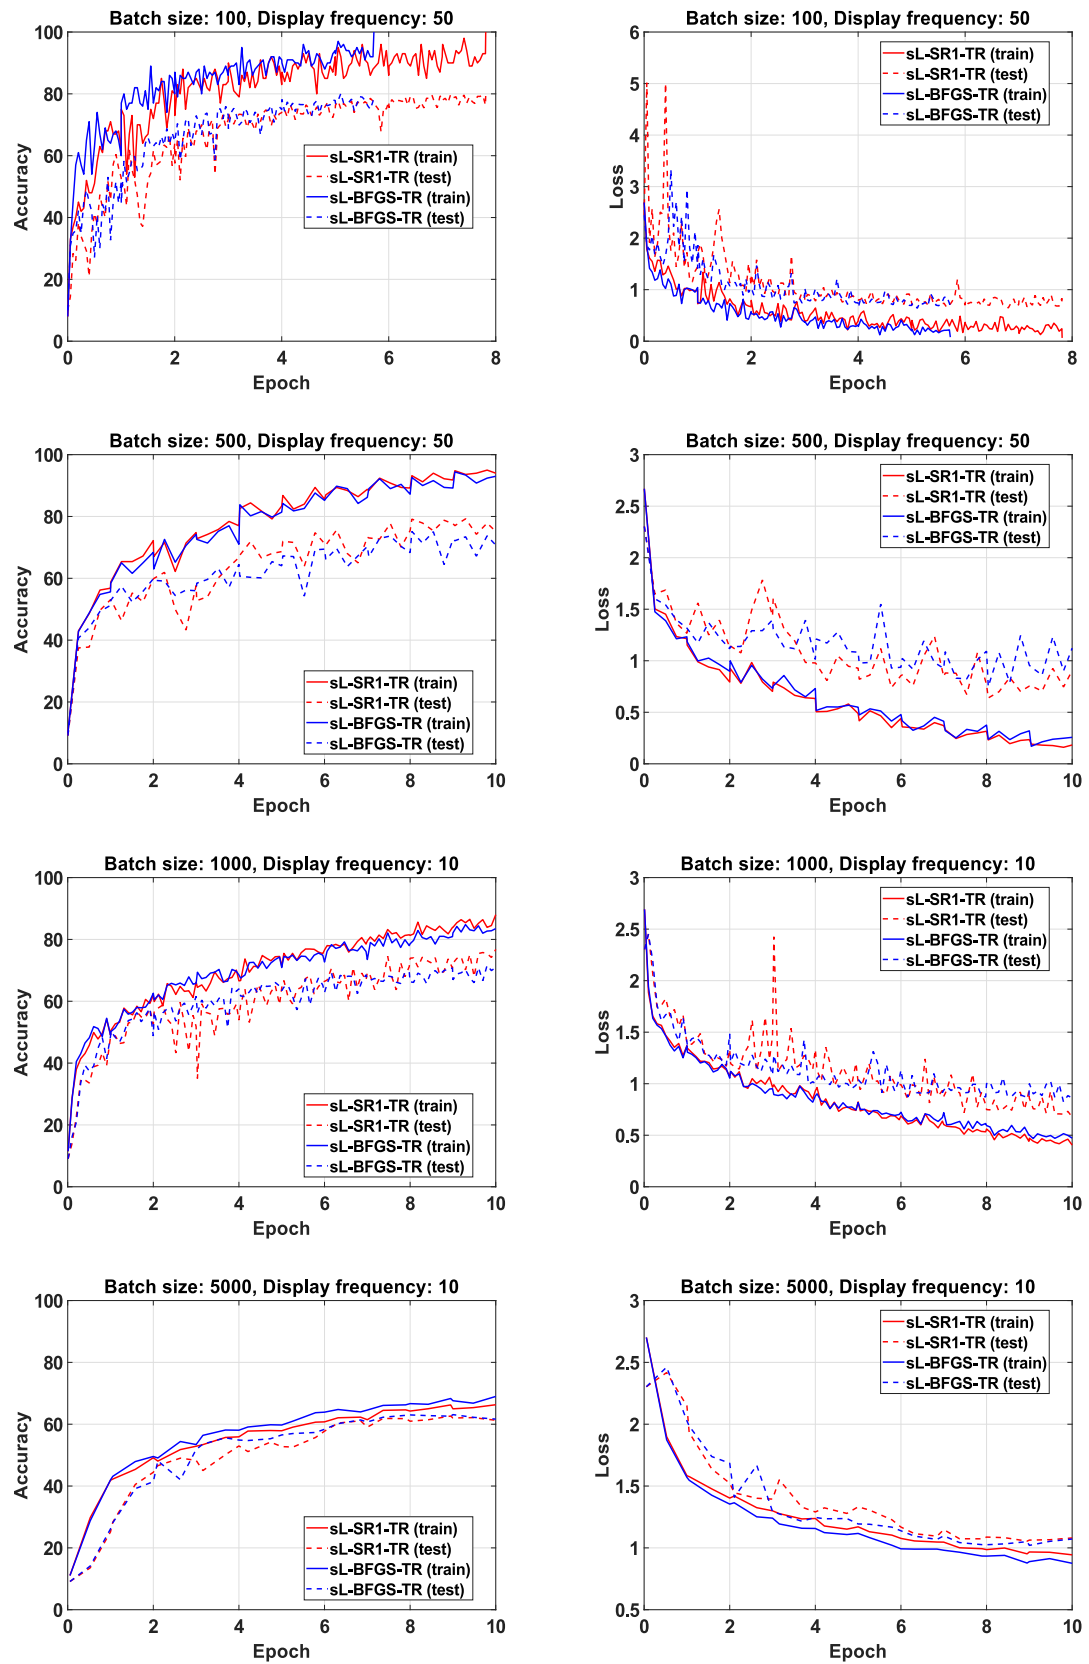 Batch size: 100, Display frequency: 50
100
80
60
40
20
0
Accuracy
sL-SR1-TR (train)
sL-SR1-TR (test)
sL-BFGS-TR (train)
sL-BFGS-TR (test)
0 2 4 6 8
Epoch
Batch size: 100, Display frequency: 50
6
5
4
3
2
1
0
Loss
sL-SR1-TR (train)
sL-SR1-TR (test)
sL-BFGS-TR (train)
sL-BFGS-TR (test)
0 2 4 6 8
Epoch
Batch size: 500, Display frequency: 50
100
80
60
40
20
0
Accuracy
sL-SR1-TR (train)
sL-SR1-TR (test)
sL-BFGS-TR (train)
sL-BFGS-TR (test)
0 2 4 6 8 10
Epoch
Batch size: 500, Display frequency: 50
3
2.5
2
1.5
1
0.5
0
Loss
sL-SR1-TR (train)
sL-SR1-TR (test)
sL-BFGS-TR (train)
sL-BFGS-TR (test)
0 2 4 6 8 10
Epoch
Batch size: 1000, Display frequency: 10
100
80
60
40
20
0
Accuracy
sL-SR1-TR (train)
sL-SR1-TR (test)
sL-BFGS-TR (train)
sL-BFGS-TR (test)
0 2 4 6 8 10
Epoch
Batch size: 1000, Display frequency: 10
3
2.5
2
1.5
1
0.5
0
Loss
sL-SR1-TR (train)
sL-SR1-TR (test)
sL-BFGS-TR (train)
sL-BFGS-TR (test)
0 2 4 6 8 10
Epoch
Batch size: 5000, Display frequency: 10
100
80
60
40
20
0
Accuracy
sL-SR1-TR (train)
sL-SR1-TR (test)
sL-BFGS-TR (train)
sL-BFGS-TR (test)
0 2 4 6 8 10
Epoch
Batch size: 5000, Display frequency: 10
3
2.5
2
1.5
1
0.5
Loss
sL-SR1-TR (train)
sL-SR1-TR (test)
sL-BFGS-TR (train)
sL-BFGS-TR (test)
0 2 4 6 8 10
Epoch